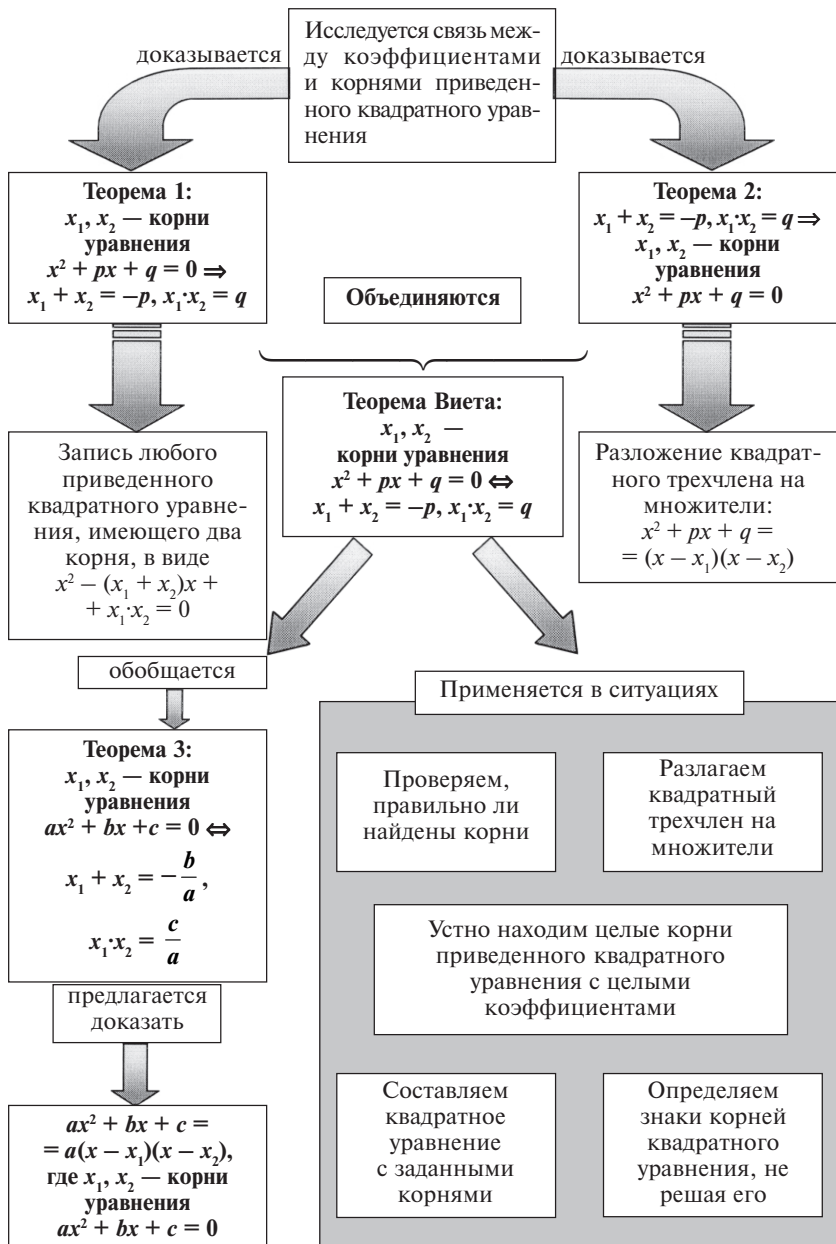 Исследуется связь меж-
ду коэффициентами
и корнями приведен-
ного квадратного урав-
нения
доказывается
доказывается
Теорема 1:
x₁, x₂ — корни
уравнения
x² + px + q = 0 ⇒
x₁ + x₂ = –p, x₁·x₂ = q
Теорема 2:
x₁ + x₂ = –p, x₁·x₂ = q ⇒
x₁, x₂ — корни
уравнения
x² + px + q = 0
Объединяются
Теорема Виета:
x₁, x₂ —
корни уравнения
x² + px + q = 0 ⇔
x₁ + x₂ = –p, x₁·x₂ = q
Запись любого
приведенного
квадратного уравне-
ния, имеющего два
корня, в виде
x² – (x₁ + x₂)x +
+ x₁·x₂ = 0
Разложение квадрат-
ного трехчлена на
множители:
x² + px + q =
= (x – x₁)(x – x₂)
обобщается
Теорема 3:
x₁, x₂ — корни
уравнения
ax² + bx +c = 0 ⇔
x₁ + x₂ = –b/a,
x₁·x₂ = c/a
предлагается
доказать
ax² + bx + c =
= a(x – x₁)(x – x₂),
где x₁, x₂ — корни
уравнения
ax² + bx + c = 0
Применяется в ситуациях
Проверяем,
правильно ли
найдены корни
Разлагаем
квадратный
трехчлен на
множители
Устно находим целые корни
приведенного квадратного
уравнения с целыми
коэффициентами
Составляем
квадратное
уравнение
с заданными
корнями
Определяем
знаки корней
квадратного
уравнения, не
решая его